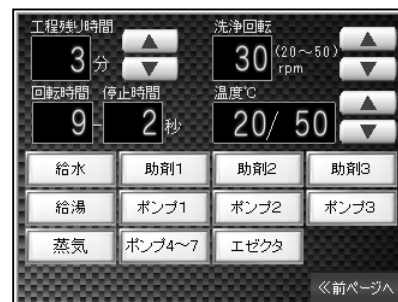 工程残り時間 洗浄回転
3分 30 (20～50) rpm
回転時間 停止時間 温度℃
9 - 2秒 20/ 50
給水 助剤1 助剤2 助剤3
給湯 ポンプ1 ポンプ2 ポンプ3
蒸気 ポンプ4～7 エゼクタ
≪前ページへ